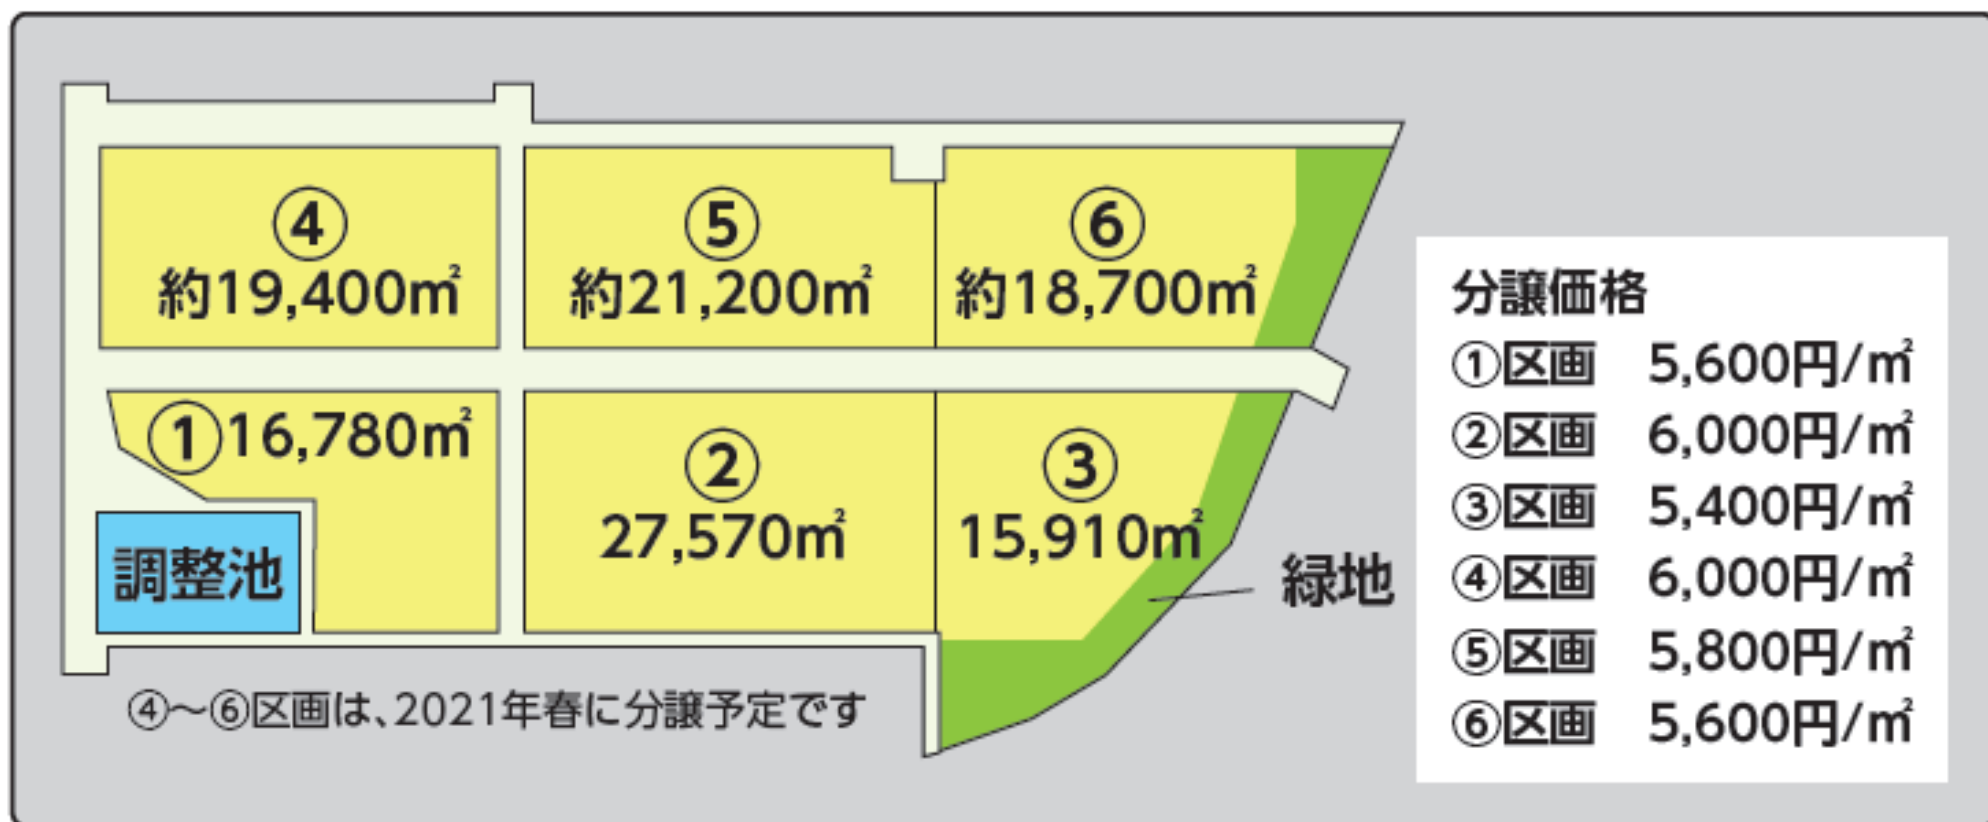 ④
約19,400㎡
⑤
約21,200㎡
⑥
約18,700㎡
①16,780㎡
②
27,570㎡
③
15,910㎡
調整池
緑地
④～⑥区画は、2021年春に分譲予定です
分譲価格
①区画　5,600円/㎡
②区画　6,000円/㎡
③区画　5,400円/㎡
④区画　6,000円/㎡
⑤区画　5,800円/㎡
⑥区画　5,600円/㎡